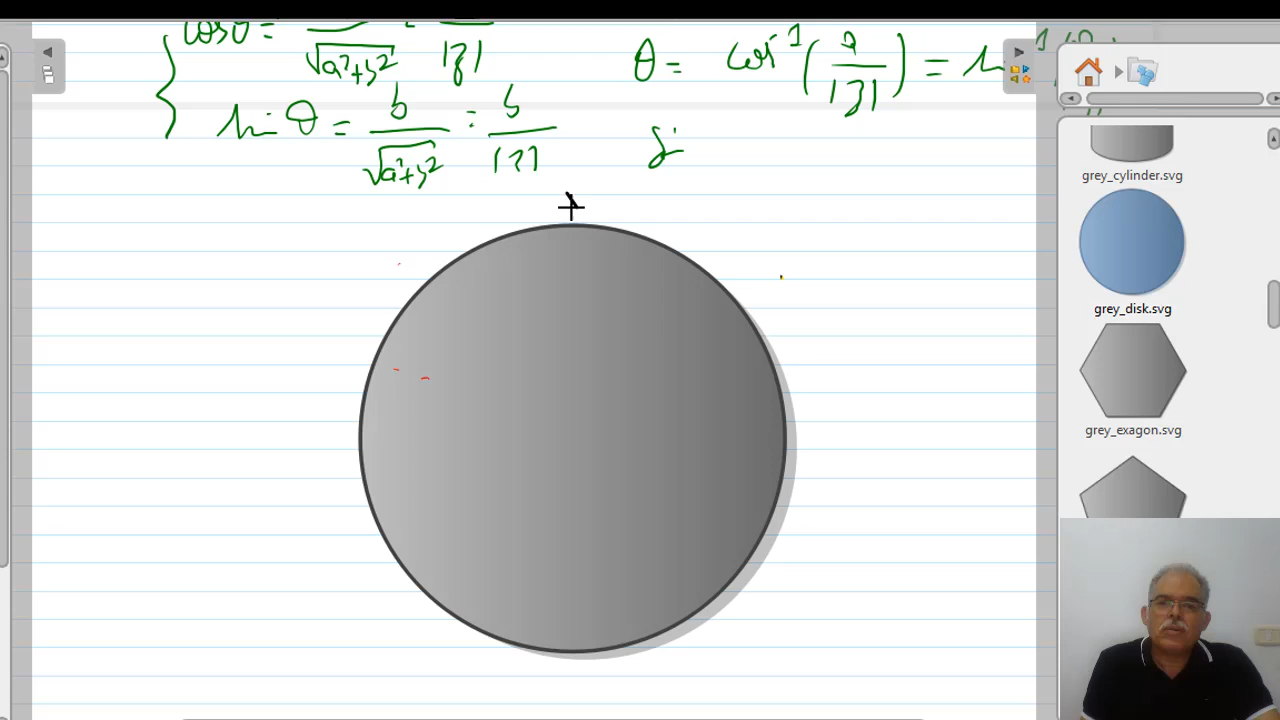 cos θ =
√a²+b² |z|
θ = cos⁻¹ ( a / |z| ) =
sin θ = b / √a²+b² = b / |z|
grey_cylinder.svg
grey_disk.svg
grey_exagon.svg